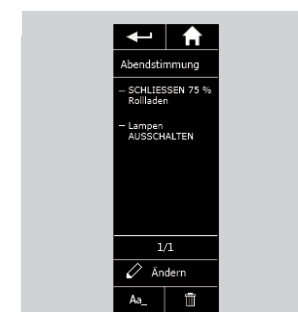 Abendstimmung
– SCHLIESSEN 75 %
Rollladen
– Lampen
AUSSCHALTEN
1/1
Ändern
Aa_